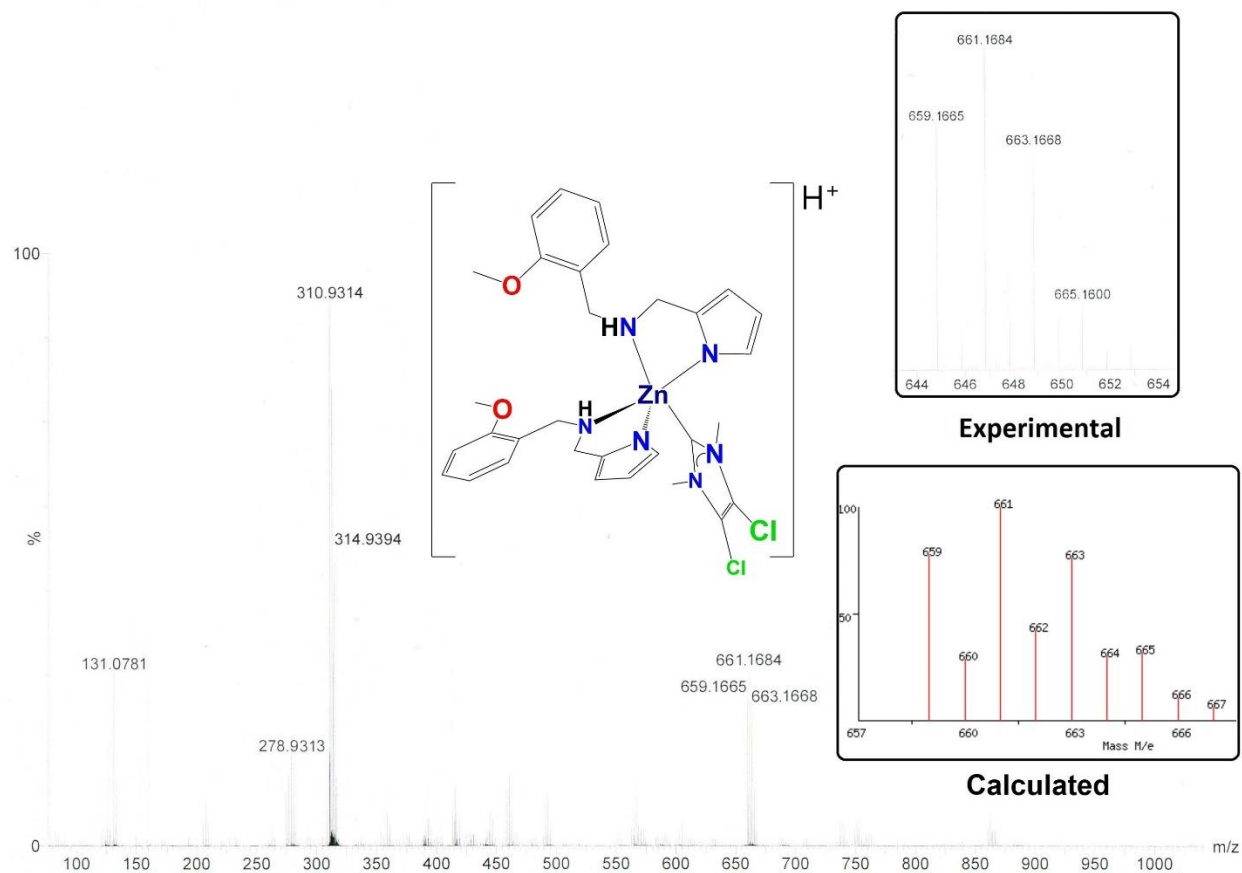 661.1684
659.1665
663.1668
665.1600
644 646 648 650 652 654
Experimental
H+
O
HN
N
Zn
O
H
N
N
N
N
Cl
Cl
100
310.9314
314.9394
%
131.0781
278.9313
661.1684
659.1665
663.1668
0
100 150 200 250 300 350 400 450 500 550 600 650 700 750 800 850 900 950 1000
m/z
100
661
659
663
50
662
660
664
665
666
667
657 660 663 666
Mass M/e
Calculated